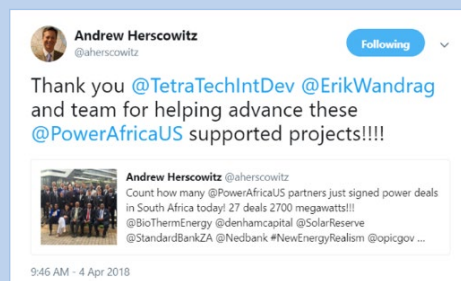 Andrew Herscowitz
@aherscowitz
Following
Thank you @TetraTechIntDev @ErikWandrag
and team for helping advance these
@PowerAfricaUS supported projects!!!!
Andrew Herscowitz @aherscowitz
Count how many @PowerAfricaUS partners just signed power deals
in South Africa today! 27 deals 2700 megawatts!!!
@BioThermEnergy @denhamcapital @SolarReserve
@StandardBankZA @Nedbank #NewEnergyRealism @opicgov ...
9:46 AM - 4 Apr 2018